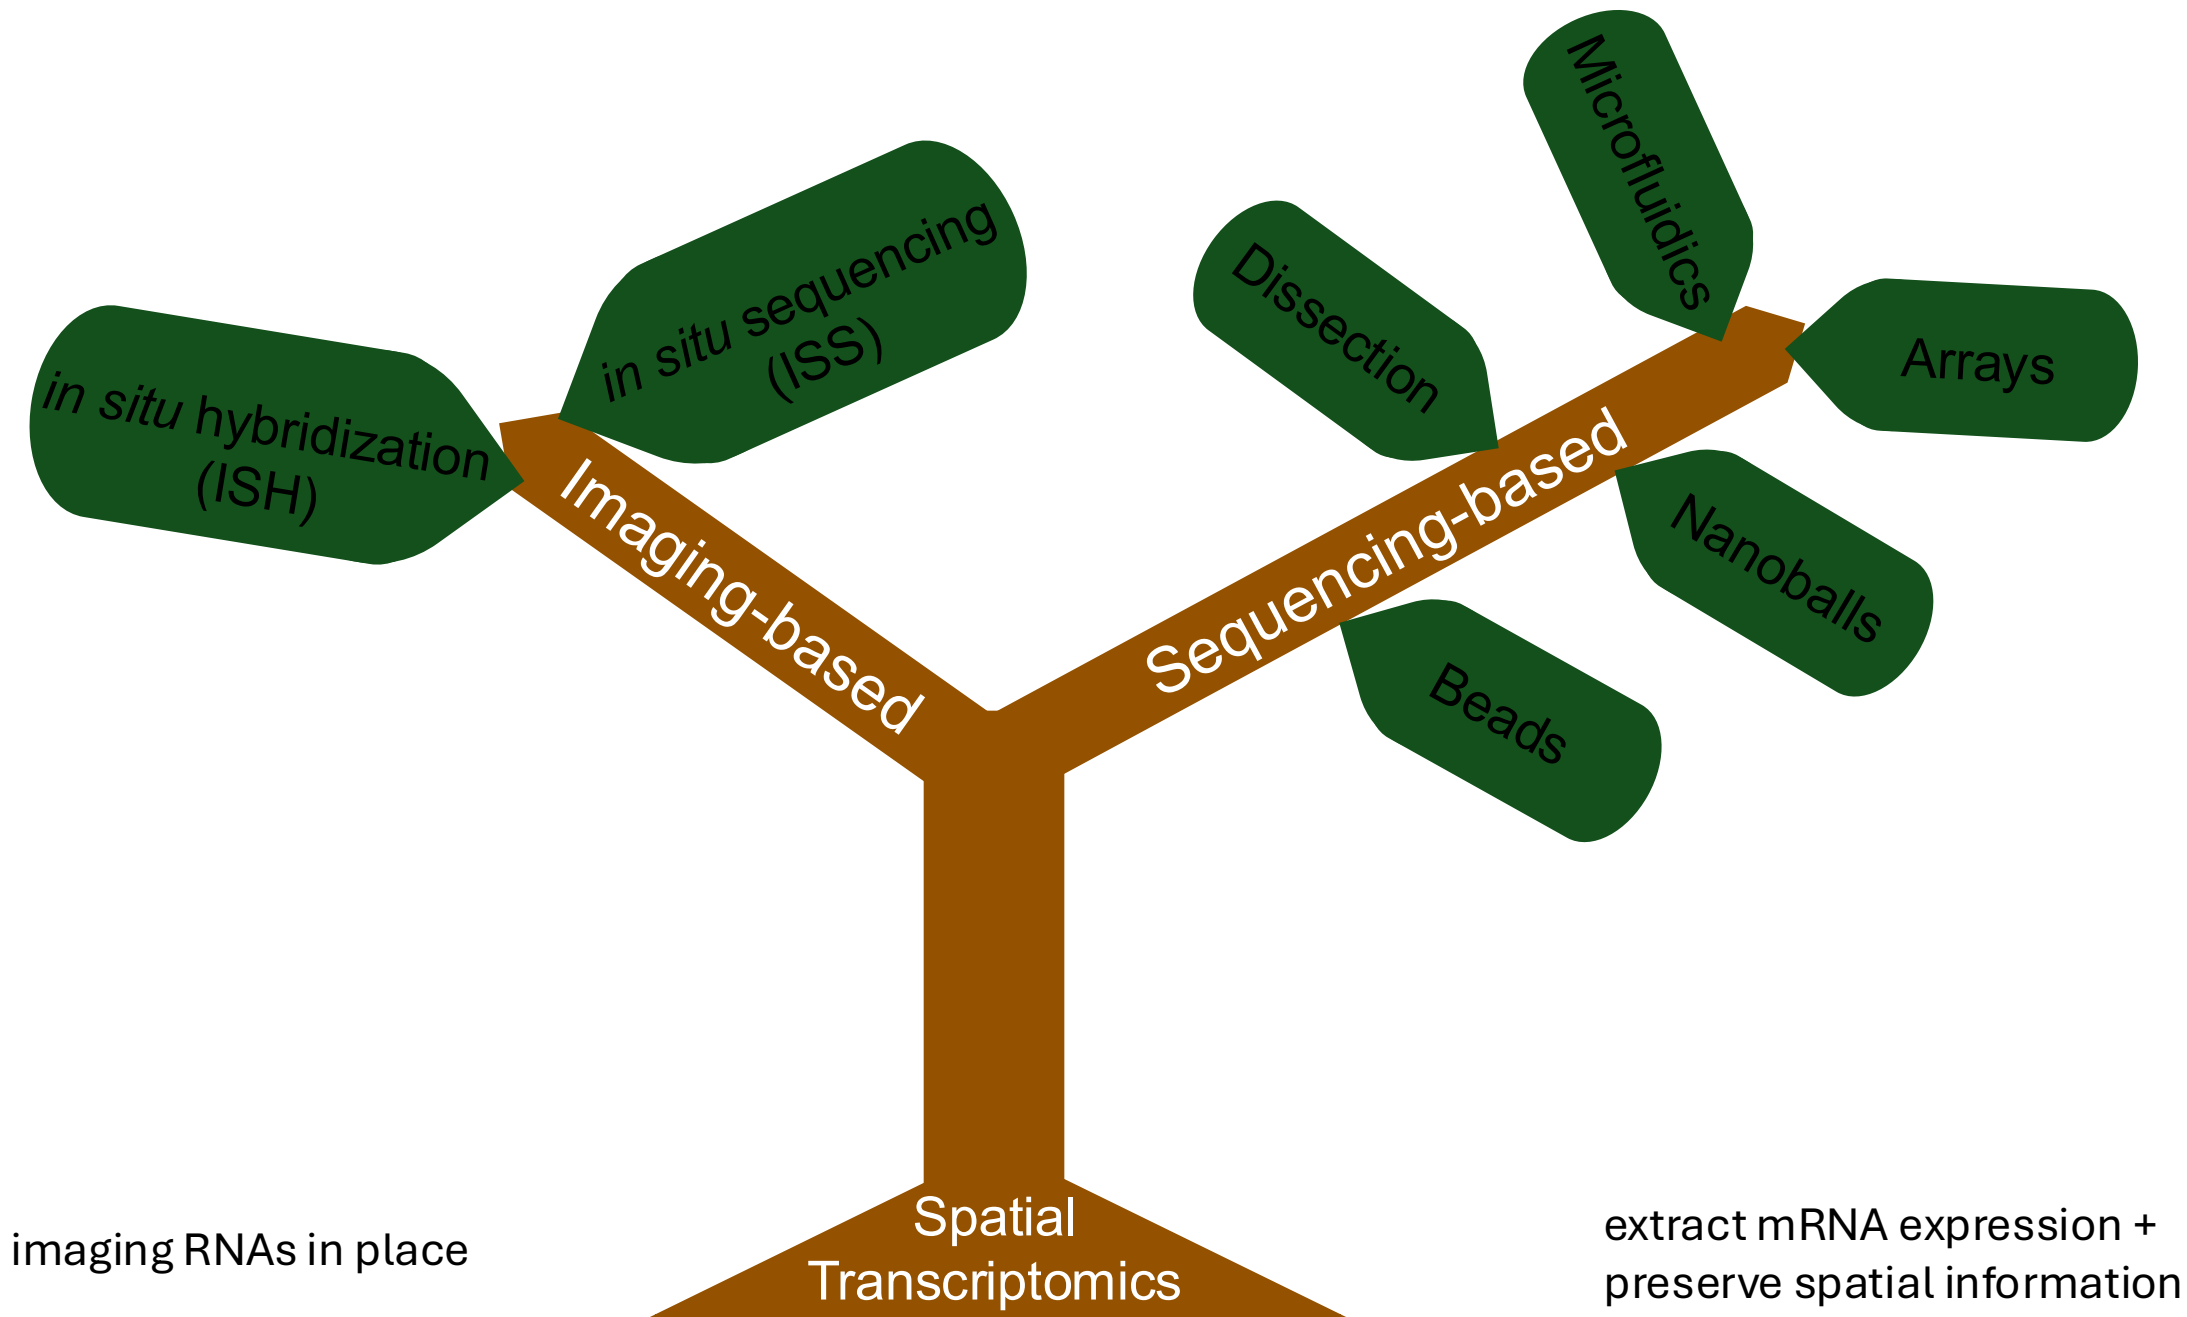 Microfluidics
in situ sequencing
(ISS)
Dissection
Arrays
in situ hybridization
(ISH)
Imaging-based
Sequencing-based
Nanoballs
Beads
Spatial
Transcriptomics
imaging RNAs in place
extract mRNA expression +
preserve spatial information